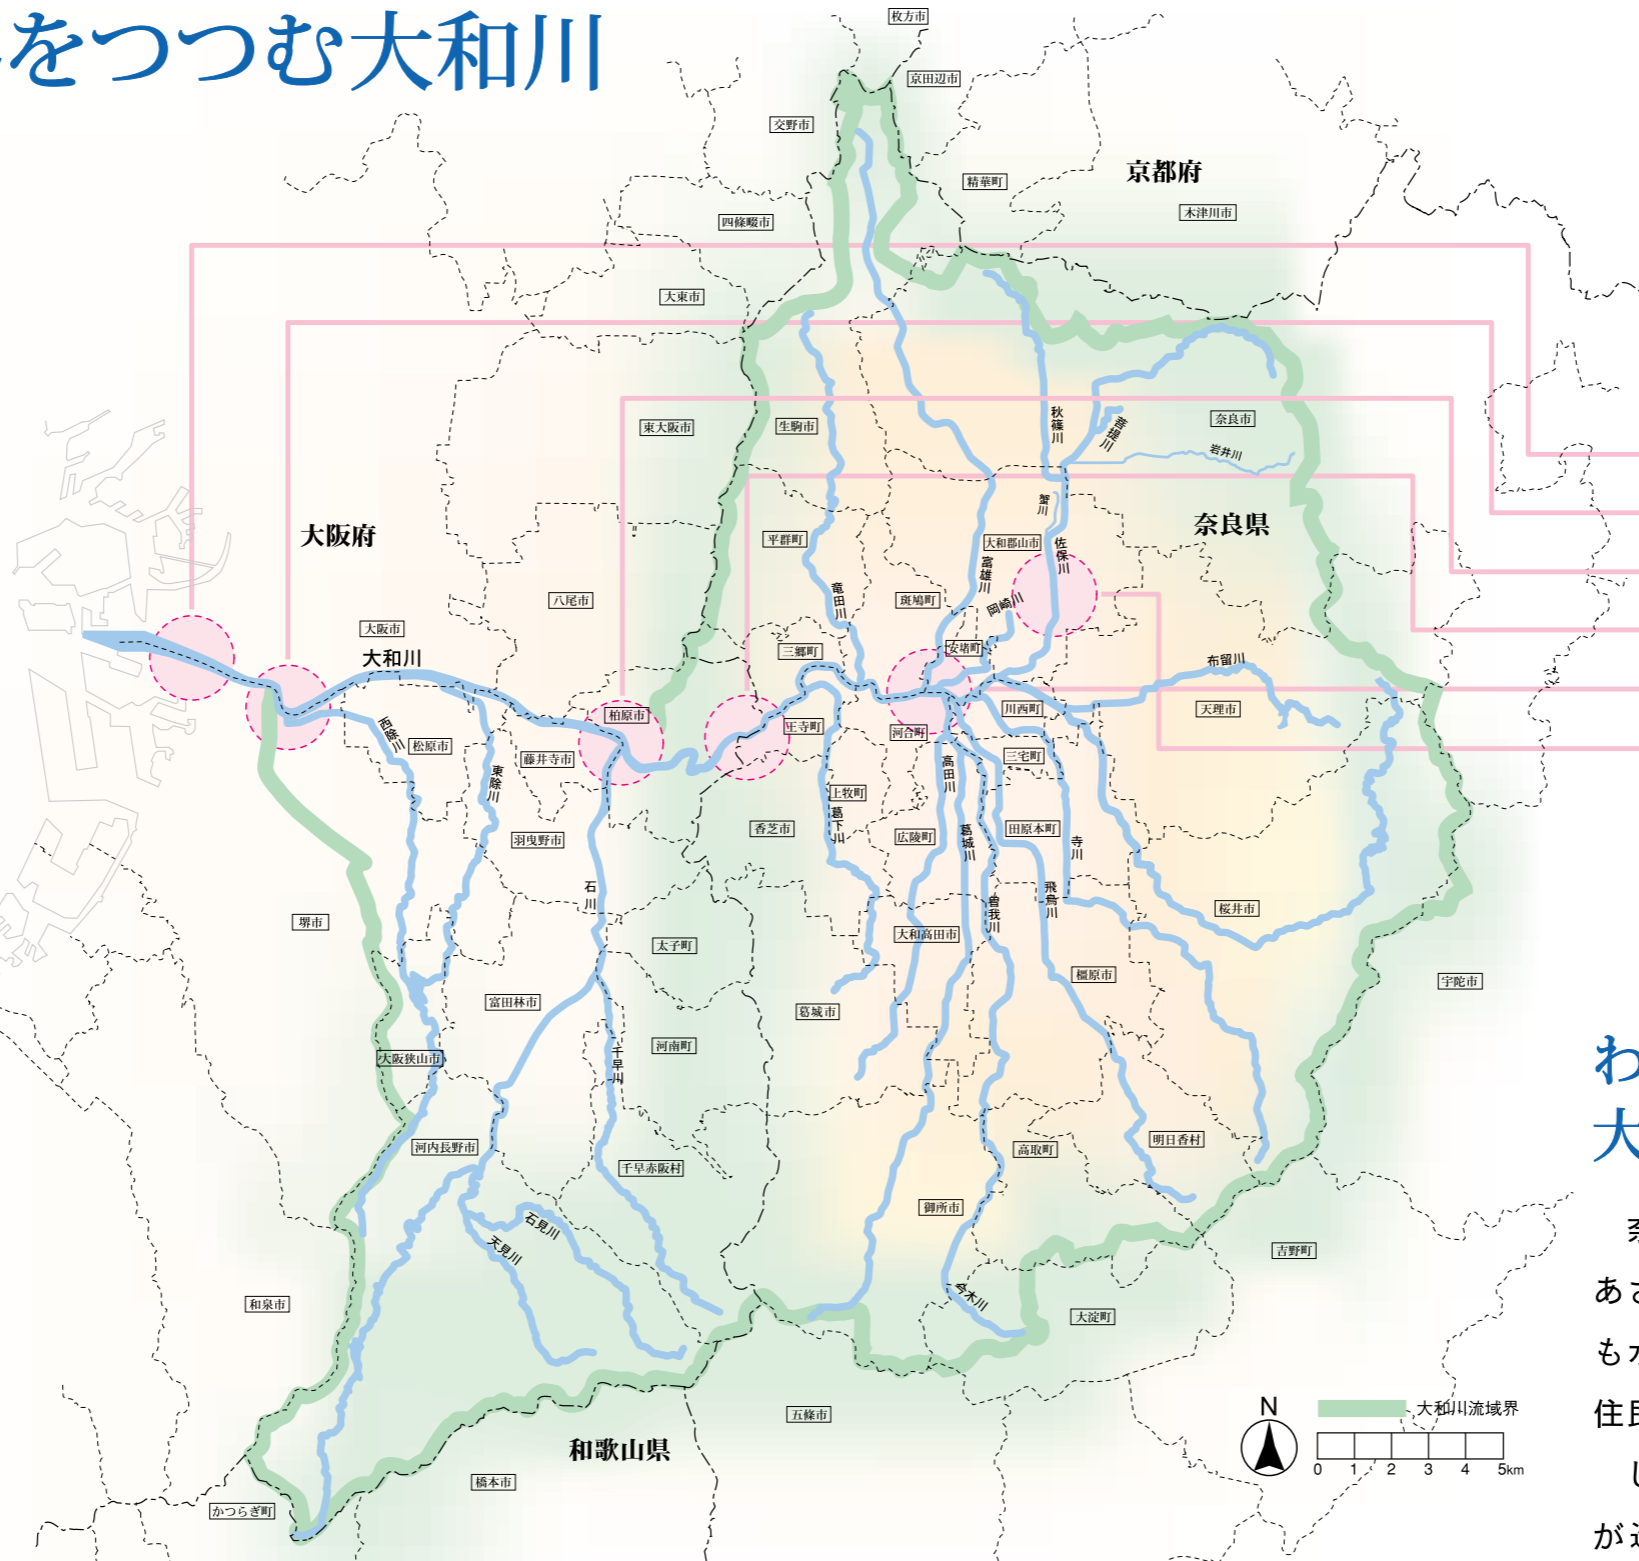 をつつむ大和川
枚方市
京田辺市
交野市
京都府
精華町
四條畷市
木津川市
大東市
東大阪市
生駒市
秋篠川
菩提川
奈良市
岩井川
蟹川
大阪府
平群町
大和郡山市
佐保川
奈良県
富雄川
八尾市
竜田川
斑鳩町
岡崎川
大阪市
大和川
三郷町
安堵町
布留川
柏原市
王寺町
川西町
天理市
西除川
松原市
藤井寺市
河合町
三宅町
東除川
高田川
上牧町
葛下川
羽曳野市
香芝市
広陵町
葛城川
田原本町
寺川
石川
飛鳥川
曽我川
桜井市
堺市
太子町
大和高田市
橿原市
宇陀市
富田林市
葛城市
大阪狭山市
河南町
千早川
河内長野市
千早赤阪村
高取町
明日香村
御所市
石見川
天見川
吉野町
和泉市
今木川
大淀町
五條市
和歌山県
橋本市
かつらぎ町
N
大和川流域界
0 1 2 3 4 5km
わ
大
あさ
住民
し